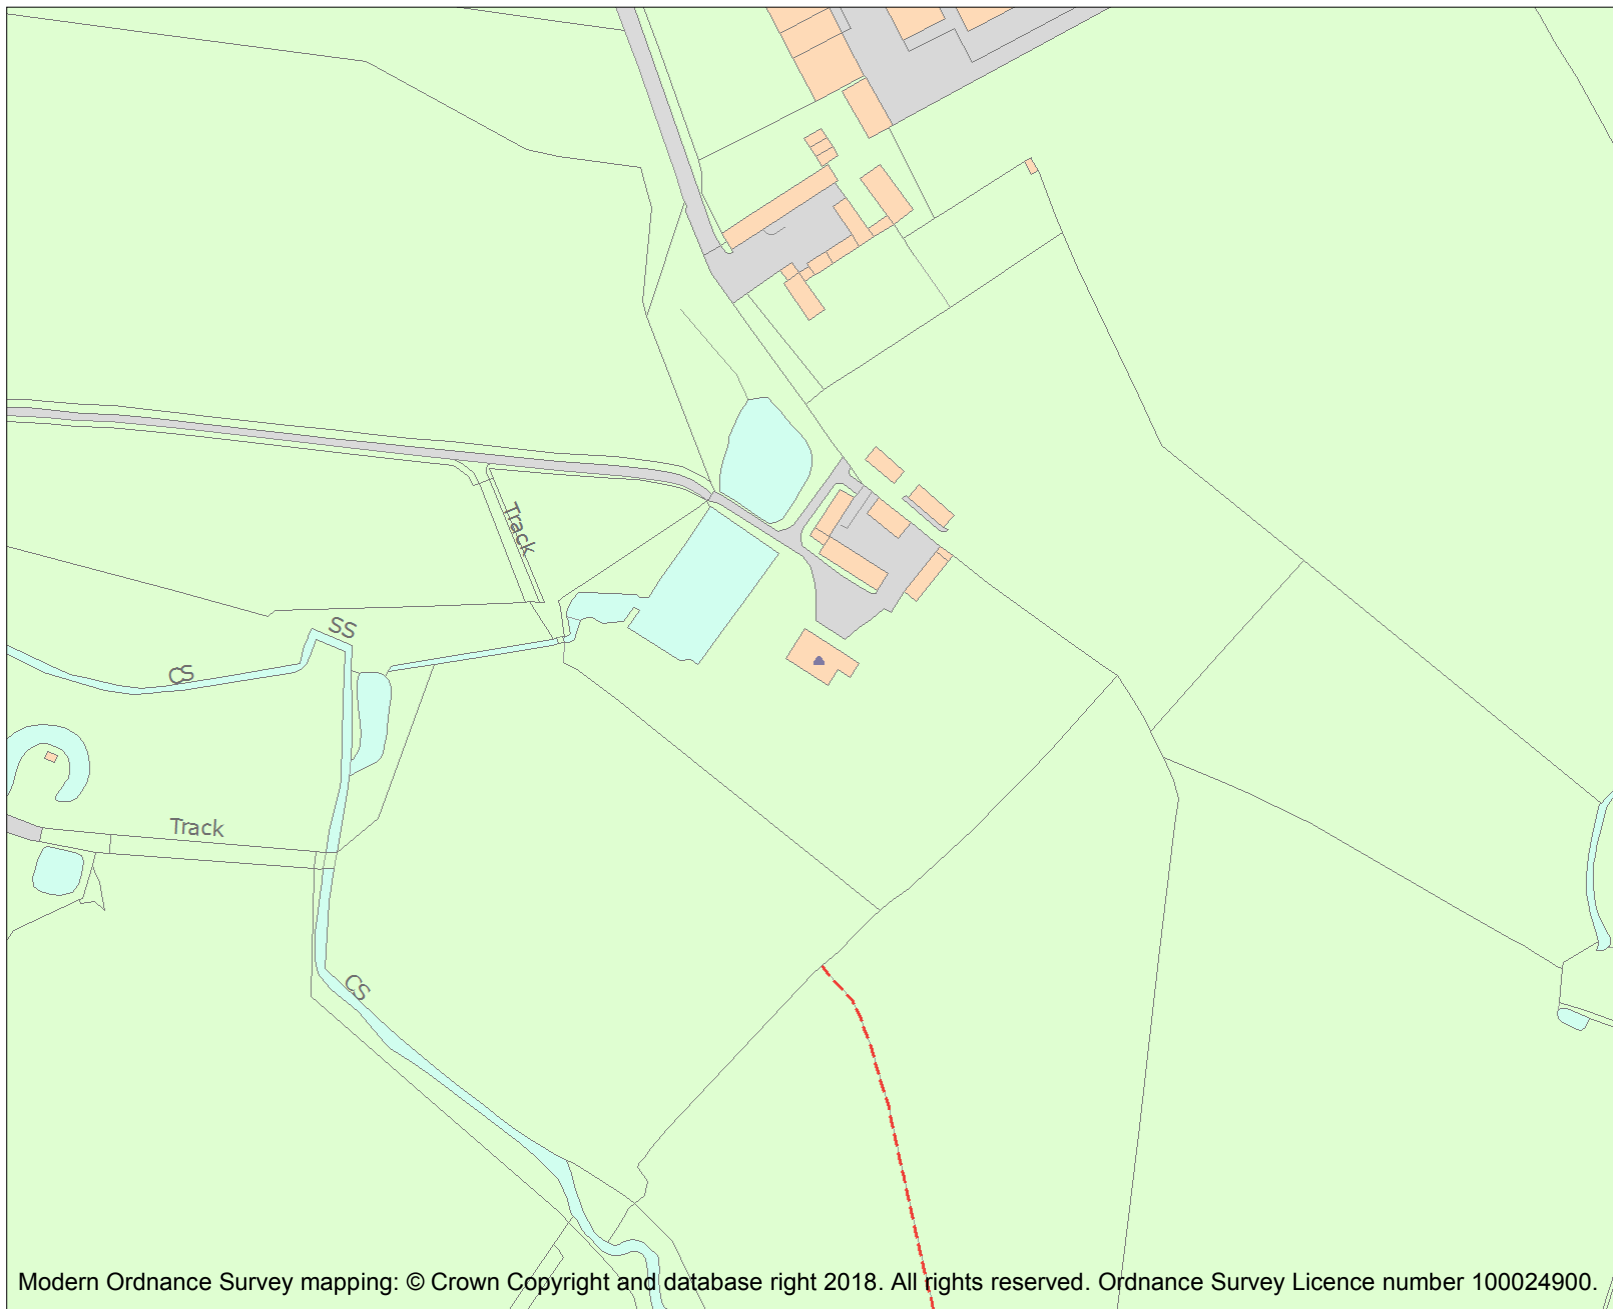 Track
SS
CS
Track
CS
Modern Ordnance Survey mapping: © Crown Copyright and database right 2018. All rights reserved. Ordnance Survey Licence number 100024900.